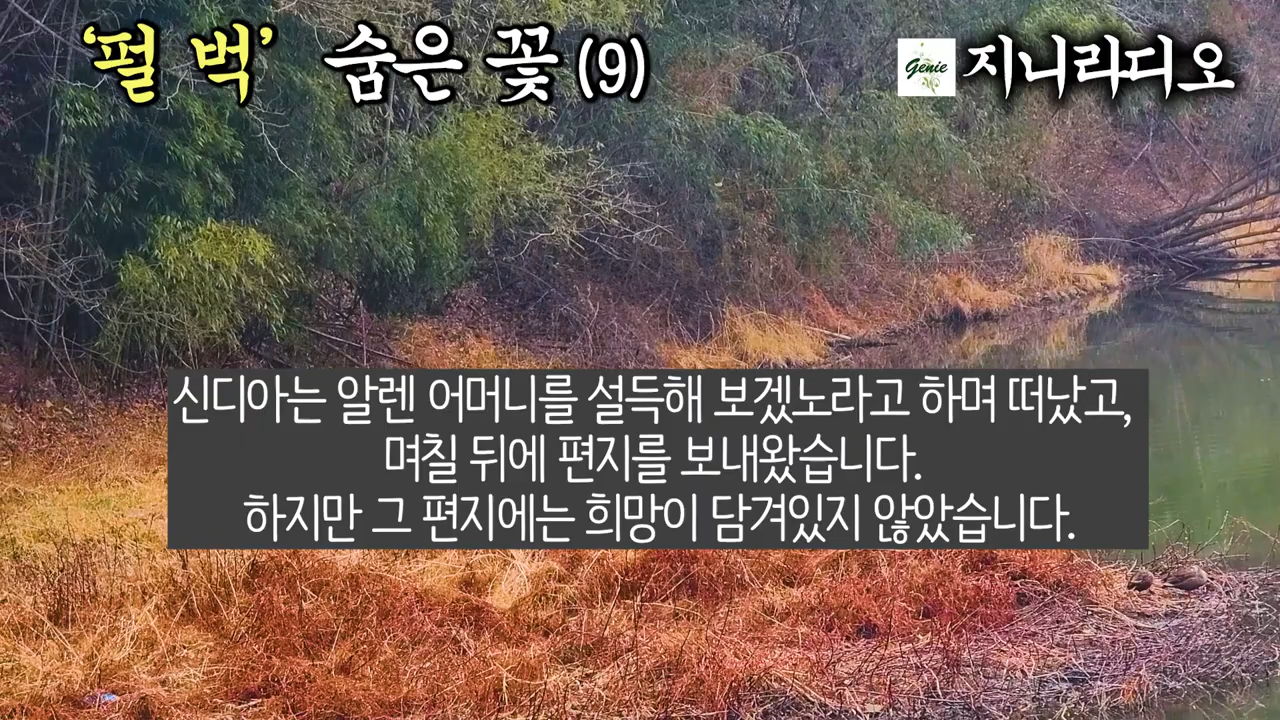 ‘펄 벅’ 숨은 꽃 (9)
Genie 지니라디오
신디아는 알렌 어머니를 설득해 보겠노라고 하며 떠났고,
며칠 뒤에 편지를 보내왔습니다.
하지만 그 편지에는 희망이 담겨있지 않았습니다.